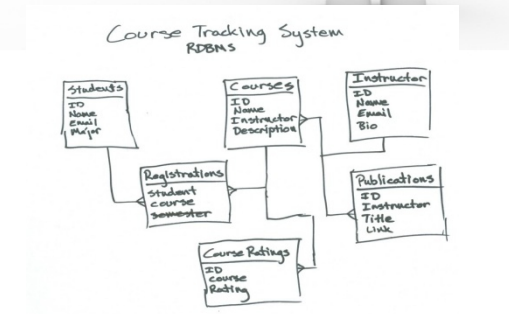 Course Tracking System
RDBMS
Students
ID
Name
Email
Major
Courses
ID
Name
Instructor
Description
Instructor
ID
Name
Email
Bio
Registrations
Student
course
semester
Publications
ID
Instructor
Title
Link
Course Ratings
ID
course
Rating